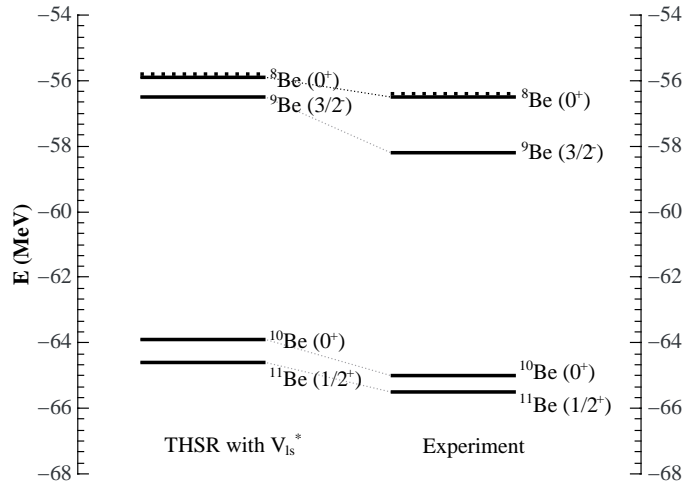 −54 −54
⁸Be (0⁺)
−56 −56
⁸Be (0⁺)
⁹Be (3/2⁻)
−58 −58
⁹Be (3/2⁻)
−60 −60
E (MeV)
−62 −62
−64 −64
¹⁰Be (0⁺)
¹⁰Be (0⁺)
¹¹Be (1/2⁺)
−66 −66
¹¹Be (1/2⁺)
THSR with Vls* Experiment
−68 −68